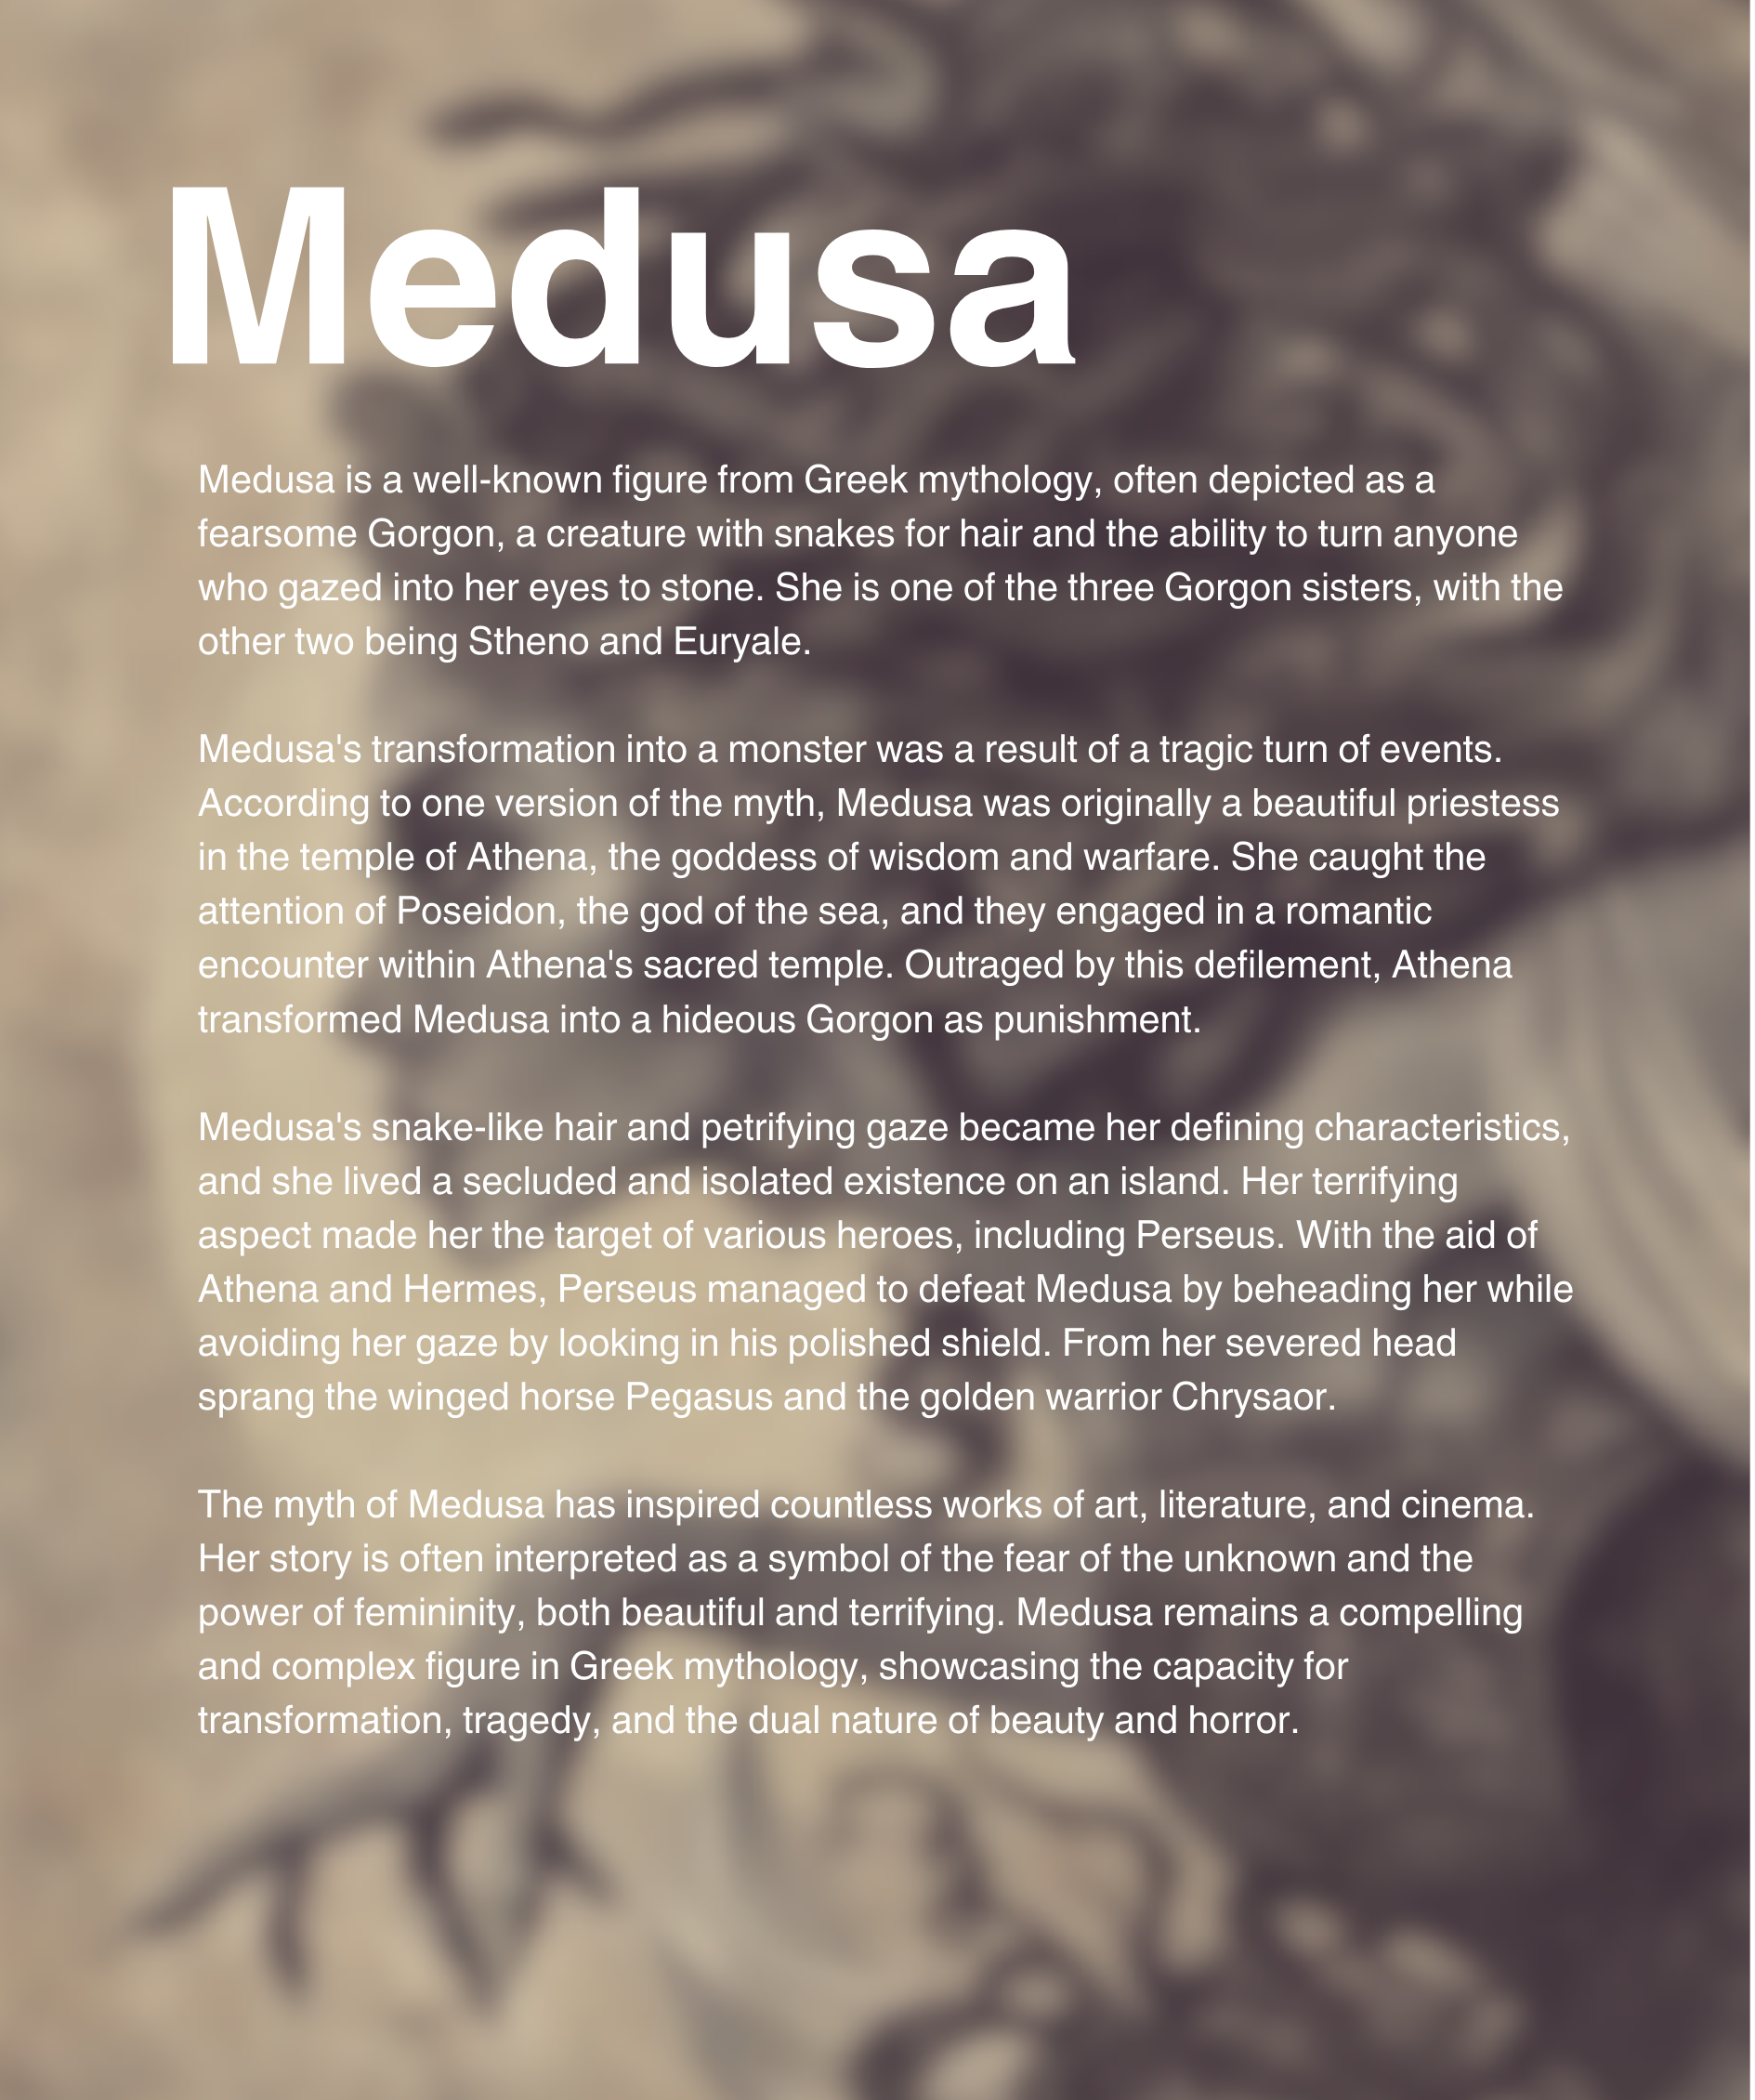 Medusa
Medusa is a well-known figure from Greek mythology, often depicted as a
fearsome Gorgon, a creature with snakes for hair and the ability to turn anyone
who gazed into her eyes to stone. She is one of the three Gorgon sisters, with the
other two being Stheno and Euryale.
Medusa's transformation into a monster was a result of a tragic turn of events.
According to one version of the myth, Medusa was originally a beautiful priestess
in the temple of Athena, the goddess of wisdom and warfare. She caught the
attention of Poseidon, the god of the sea, and they engaged in a romantic
encounter within Athena's sacred temple. Outraged by this defilement, Athena
transformed Medusa into a hideous Gorgon as punishment.
Medusa's snake-like hair and petrifying gaze became her defining characteristics,
and she lived a secluded and isolated existence on an island. Her terrifying
aspect made her the target of various heroes, including Perseus. With the aid of
Athena and Hermes, Perseus managed to defeat Medusa by beheading her while
avoiding her gaze by looking in his polished shield. From her severed head
sprang the winged horse Pegasus and the golden warrior Chrysaor.
The myth of Medusa has inspired countless works of art, literature, and cinema.
Her story is often interpreted as a symbol of the fear of the unknown and the
power of femininity, both beautiful and terrifying. Medusa remains a compelling
and complex figure in Greek mythology, showcasing the capacity for
transformation, tragedy, and the dual nature of beauty and horror.